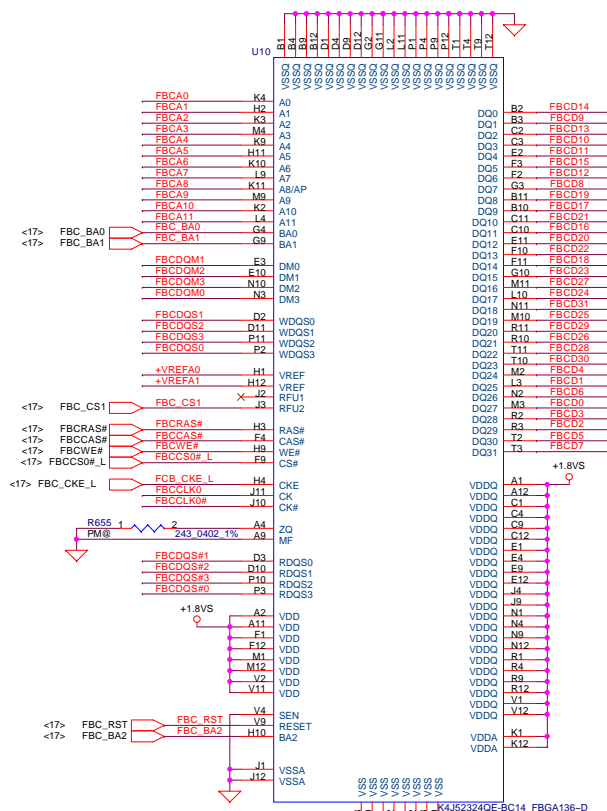 U10
B1 B4 B9 B12 D1 D4 D9 D12 G2 G11 L2 L11 P1 P4 P9 P12 T1 T4 T9 T12
VSSQ VSSQ VSSQ VSSQ VSSQ VSSQ VSSQ VSSQ VSSQ VSSQ VSSQ VSSQ VSSQ VSSQ VSSQ VSSQ VSSQ VSSQ VSSQ VSSQ
FBCA0 K4 A0
FBCA1 H2 A1
FBCA2 K3 A2
FBCA3 M4 A3
FBCA4 K9 A4
FBCA5 H11 A5
FBCA6 K10 A6
FBCA7 L9 A7
FBCA8 K11 A8/AP
FBCA9 M9 A9
FBCA10 K2 A10
FBCA11 L4 A11
<17> FBC_BA0 FBC_BA0 G4 BA0
<17> FBC_BA1 FBC_BA1 G9 BA1
FBCDQM1 E3 DM0
FBCDQM2 E10 DM1
FBCDQM3 N10 DM2
FBCDQM0 N3 DM3
FBCDQS1 D2 WDQS0
FBCDQS2 D11 WDQS1
FBCDQS3 P11 WDQS2
FBCDQS0 P2 WDQS3
+VREFA0 H1 VREF
+VREFA1 H12 VREF
J2 RFU1
<17> FBC_CS1 FBC_CS1 J3 RFU2
<17> FBCRAS# FBCRAS# H3 RAS#
<17> FBCCAS# FBCCAS# F4 CAS#
<17> FBCWE# FBCWE# H9 WE#
<17> FBCCS0#_L FBCCS0#_L F9 CS#
<17> FBC_CKE_L FCB_CKE_L H4 CKE
FBCCLK0 J11 CK
FBCCLK0# J10 CK#
R655 1 2 A4 ZQ
PM@ 243_0402_1% A9 MF
FBCDQS#1 D3 RDQS0
FBCDQS#2 D10 RDQS1
FBCDQS#3 P10 RDQS2
FBCDQS#0 P3 RDQS3
+1.8VS
A2 VDD
A11 VDD
F1 VDD
F12 VDD
M1 VDD
M12 VDD
V2 VDD
V11 VDD
V4 SEN
<17> FBC_RST FBC_RST V9 RESET
<17> FBC_BA2 FBC_BA2 H10 BA2
J1 VSSA
J12 VSSA
DQ0 B2 FBCD14
DQ1 B3 FBCD9
DQ2 C2 FBCD13
DQ3 C3 FBCD10
DQ4 E2 FBCD11
DQ5 F3 FBCD15
DQ6 F2 FBCD12
DQ7 G3 FBCD8
DQ8 B11 FBCD19
DQ9 B10 FBCD17
DQ10 C11 FBCD21
DQ11 C10 FBCD16
DQ12 E11 FBCD20
DQ13 F10 FBCD22
DQ14 F11 FBCD18
DQ15 G10 FBCD23
DQ16 M11 FBCD27
DQ17 L10 FBCD24
DQ18 N11 FBCD31
DQ19 M10 FBCD25
DQ20 R11 FBCD29
DQ21 R10 FBCD26
DQ22 T11 FBCD28
DQ23 T10 FBCD30
DQ24 M2 FBCD4
DQ25 L3 FBCD1
DQ26 N2 FBCD6
DQ27 M3 FBCD0
DQ28 R2 FBCD3
DQ29 R3 FBCD2
DQ30 T2 FBCD5
DQ31 T3 FBCD7
+1.8VS
VDDQ A1
VDDQ A12
VDDQ C1
VDDQ C4
VDDQ C9
VDDQ C12
VDDQ E1
VDDQ E4
VDDQ E9
VDDQ E12
VDDQ J4
VDDQ J9
VDDQ N1
VDDQ N4
VDDQ N9
VDDQ N12
VDDQ R1
VDDQ R4
VDDQ R9
VDDQ R12
VDDQ V1
VDDQ V12
VDDA K1
VDDA K12
VSS VSS VSS VSS VSS VSS VSS VSS
K4J52324QE-BC14_FBGA136~D